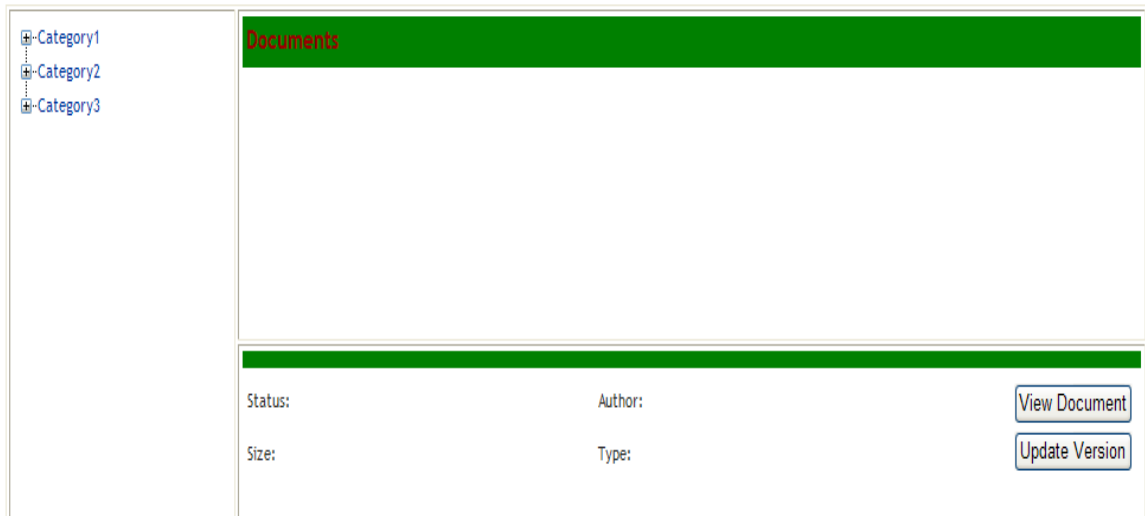 Category1
Category2
Category3
Documents
Status:
Author:
View Document
Size:
Type:
Update Version